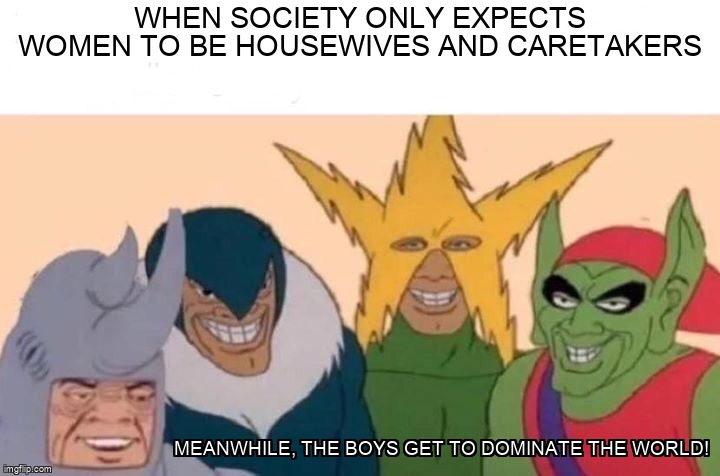 WHEN SOCIETY ONLY EXPECTS
WOMEN TO BE HOUSEWIVES AND CARETAKERS
MEANWHILE, THE BOYS GET TO DOMINATE THE WORLD!
imgflip.com